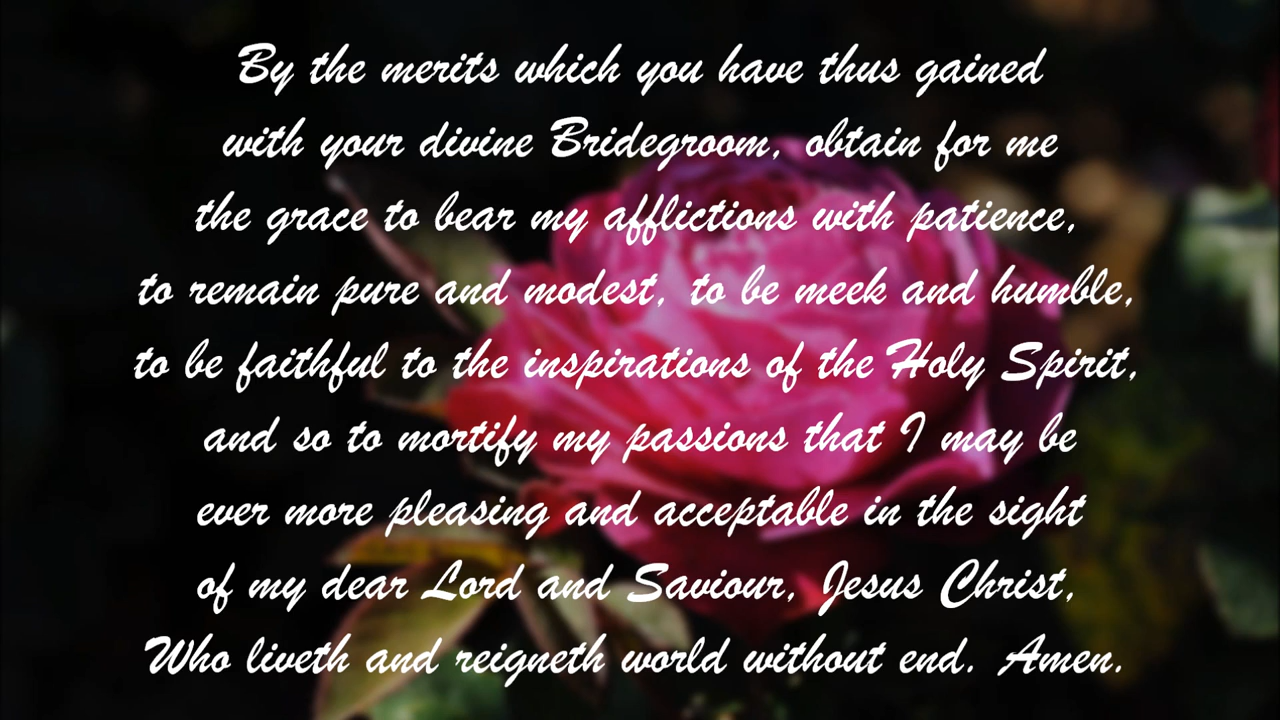 By the merits which you have thus gained
with your divine Bridegroom, obtain for me
the grace to bear my afflictions with patience,
to remain pure and modest, to be meek and humble,
to be faithful to the inspirations of the Holy Spirit,
and so to mortify my passions that I may be
ever more pleasing and acceptable in the sight
of my dear Lord and Saviour, Jesus Christ,
Who liveth and reigneth world without end. Amen.